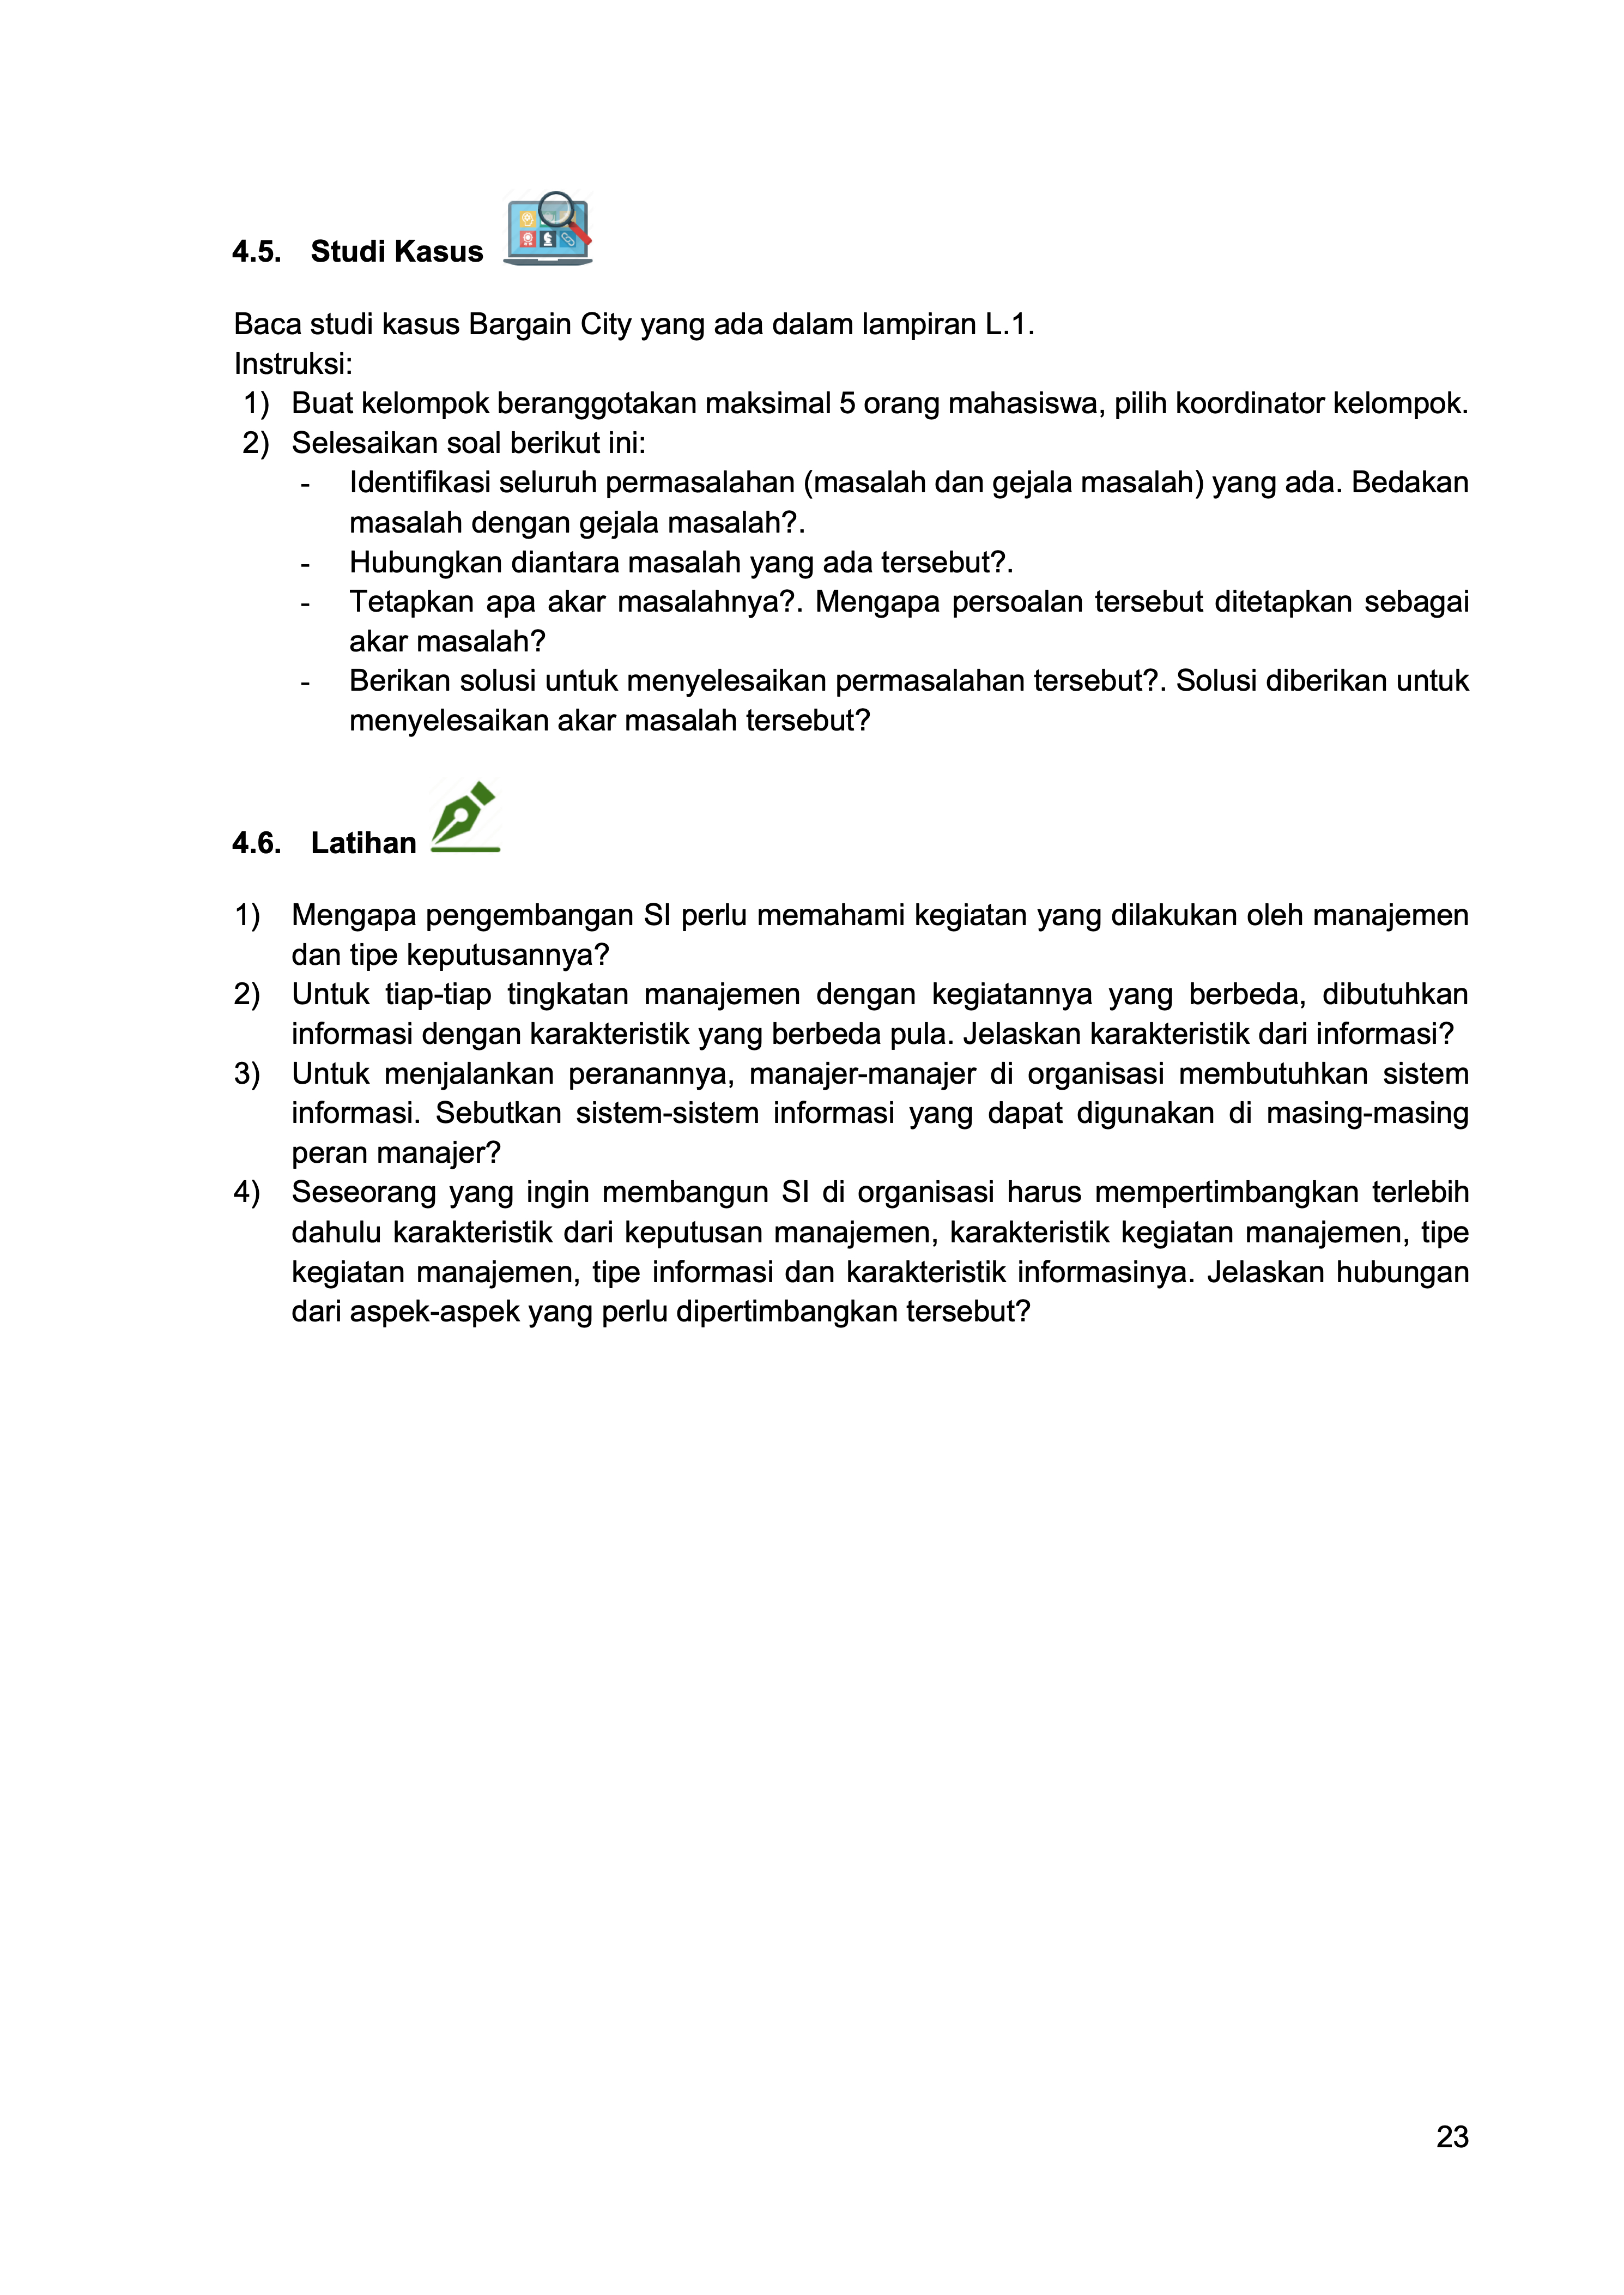 4.5. Studi Kasus
Baca studi kasus Bargain City yang ada dalam lampiran L.1.
Instruksi:
1) Buat kelompok beranggotakan maksimal 5 orang mahasiswa, pilih koordinator kelompok.
2) Selesaikan soal berikut ini:
- Identifikasi seluruh permasalahan (masalah dan gejala masalah) yang ada. Bedakan
masalah dengan gejala masalah?.
- Hubungkan diantara masalah yang ada tersebut?.
- Tetapkan apa akar masalahnya?. Mengapa persoalan tersebut ditetapkan sebagai
akar masalah?
- Berikan solusi untuk menyelesaikan permasalahan tersebut?. Solusi diberikan untuk
menyelesaikan akar masalah tersebut?
4.6. Latihan
1) Mengapa pengembangan SI perlu memahami kegiatan yang dilakukan oleh manajemen
dan tipe keputusannya?
2) Untuk tiap-tiap tingkatan manajemen dengan kegiatannya yang berbeda, dibutuhkan
informasi dengan karakteristik yang berbeda pula. Jelaskan karakteristik dari informasi?
3) Untuk menjalankan peranannya, manajer-manajer di organisasi membutuhkan sistem
informasi. Sebutkan sistem-sistem informasi yang dapat digunakan di masing-masing
peran manajer?
4) Seseorang yang ingin membangun SI di organisasi harus mempertimbangkan terlebih
dahulu karakteristik dari keputusan manajemen, karakteristik kegiatan manajemen, tipe
kegiatan manajemen, tipe informasi dan karakteristik informasinya. Jelaskan hubungan
dari aspek-aspek yang perlu dipertimbangkan tersebut?
23